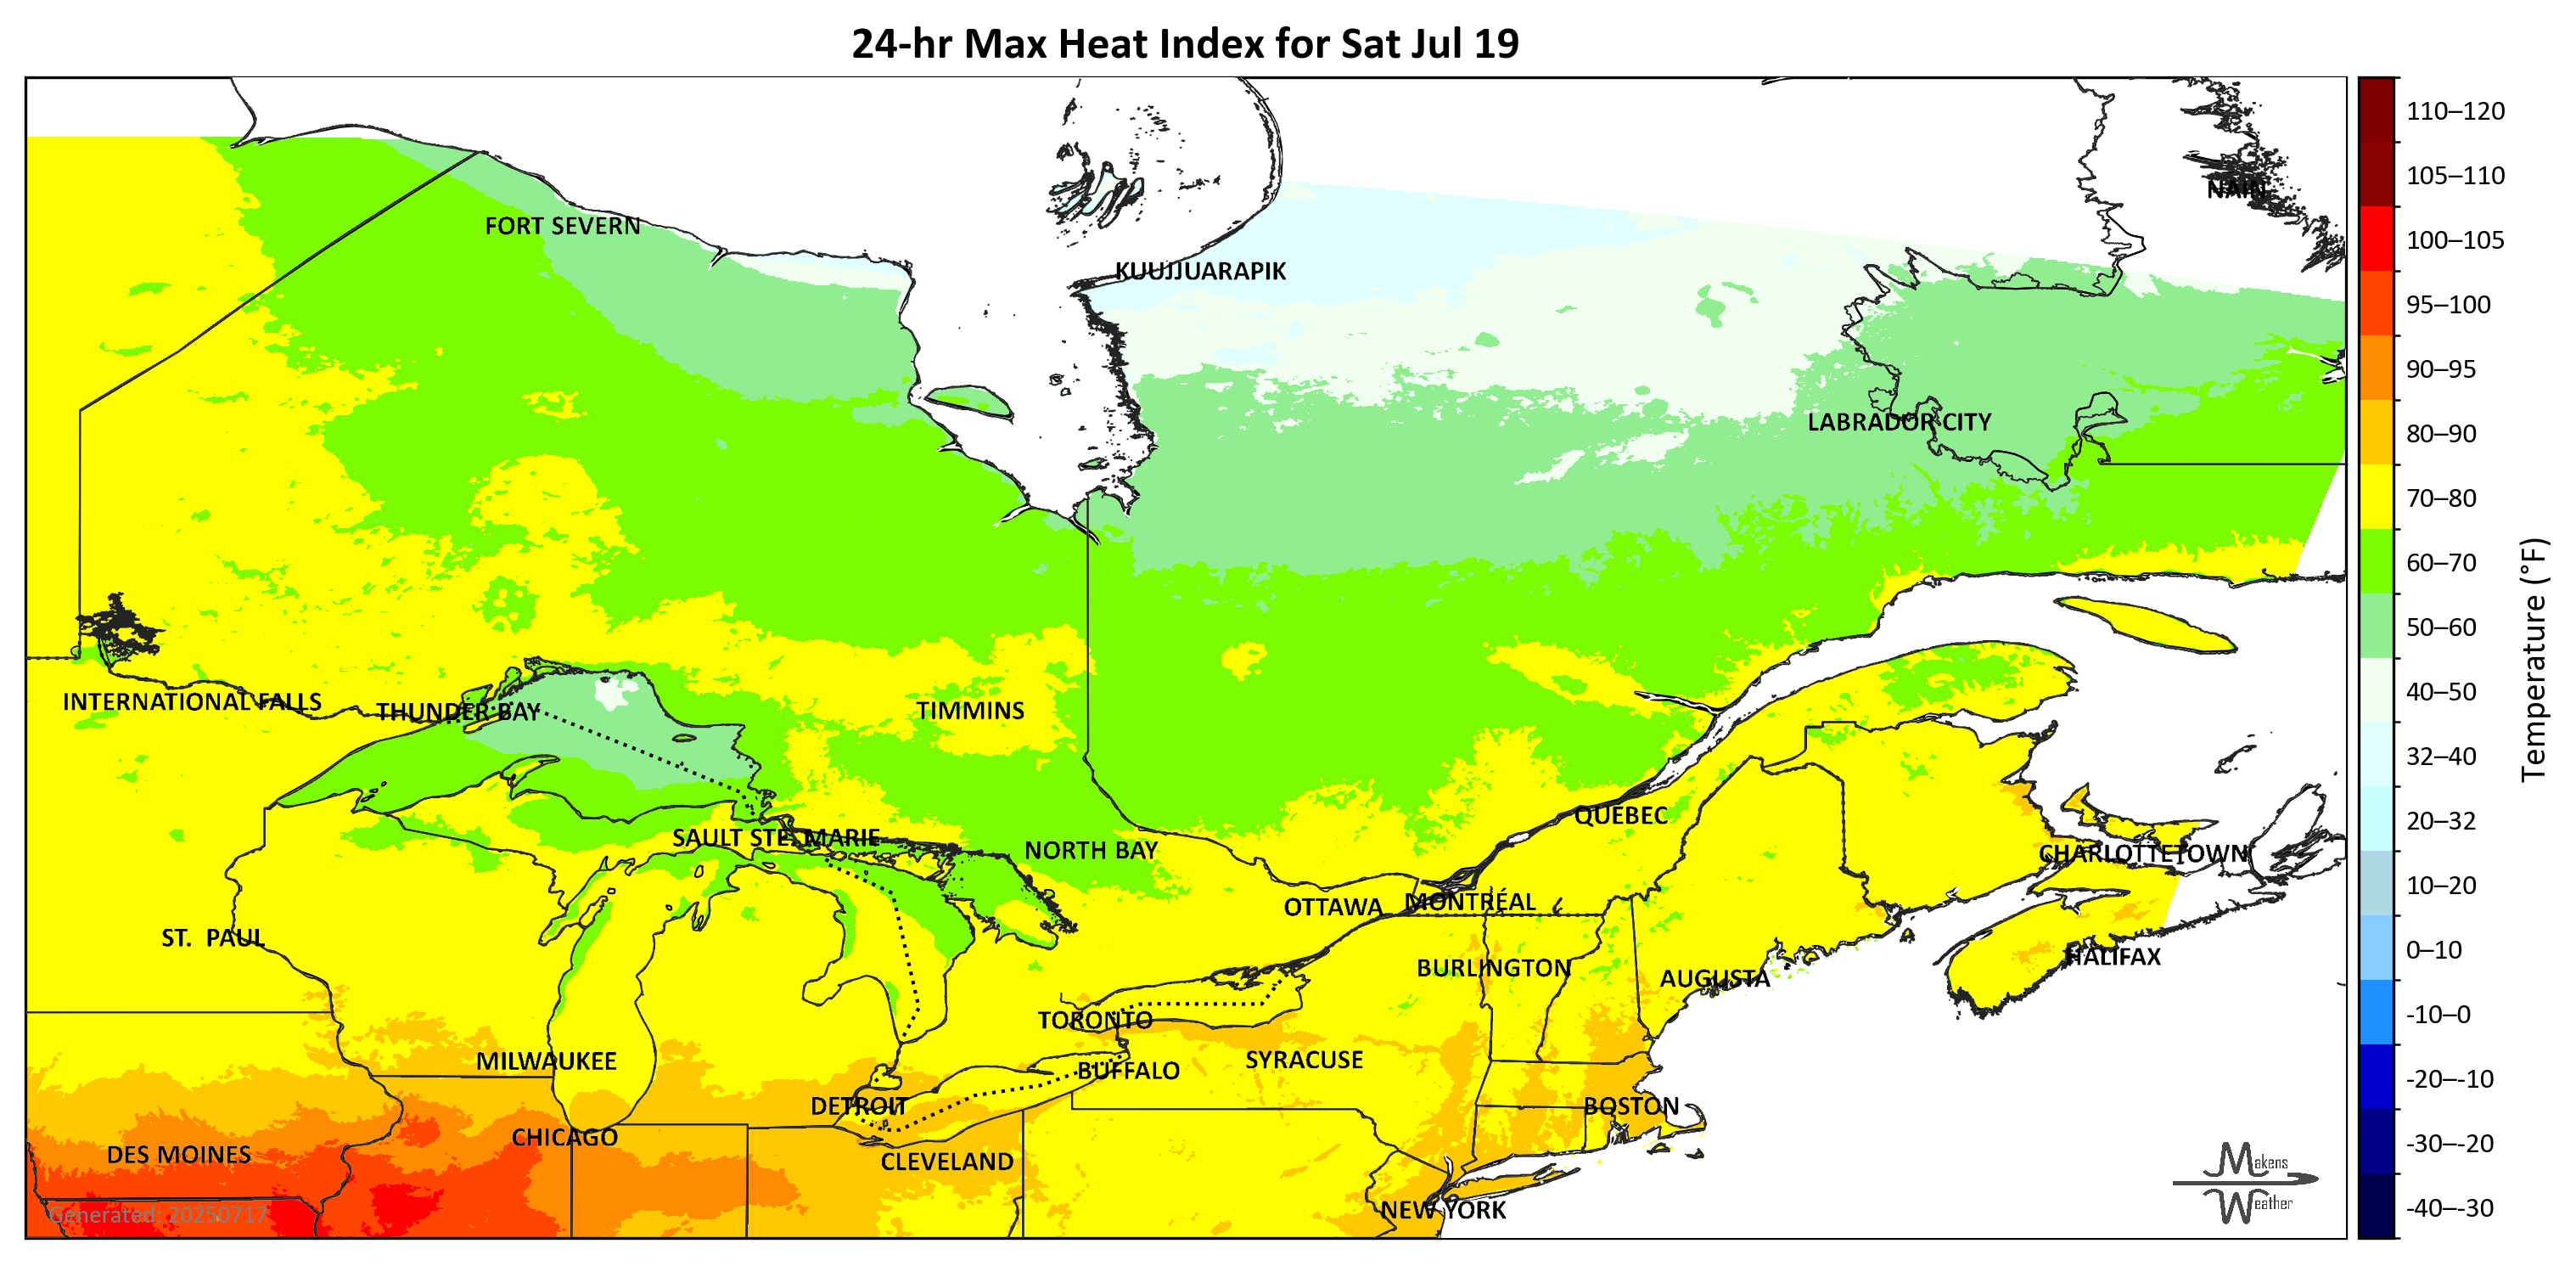 24-hr Max Heat Index for Sat Jul 19
110–120
105–110
NAIN
FORT SEVERN
100–105
KUUJJUARAPIK
95–100
90–95
LABRADOR CITY
80–90
70–80
60–70
50–60
Temperature (°F)
INTERNATIONAL FALLS
THUNDER BAY
TIMMINS
40–50
32–40
QUÉBEC
20–32
SAULT STE. MARIE
NORTH BAY
CHARLOTTETOWN
10–20
OTTAWA
MONTRÉAL
ST. PAUL
0–10
HALIFAX
BURLINGTON
AUGUSTA
TORONTO
-10–0
MILWAUKEE
SYRACUSE
BUFFALO
-20–-10
DETROIT
BOSTON
CHICAGO
-30–-20
DES MOINES
CLEVELAND
Makens
Weather
NEW YORK
-40–-30
Generated: 20250717